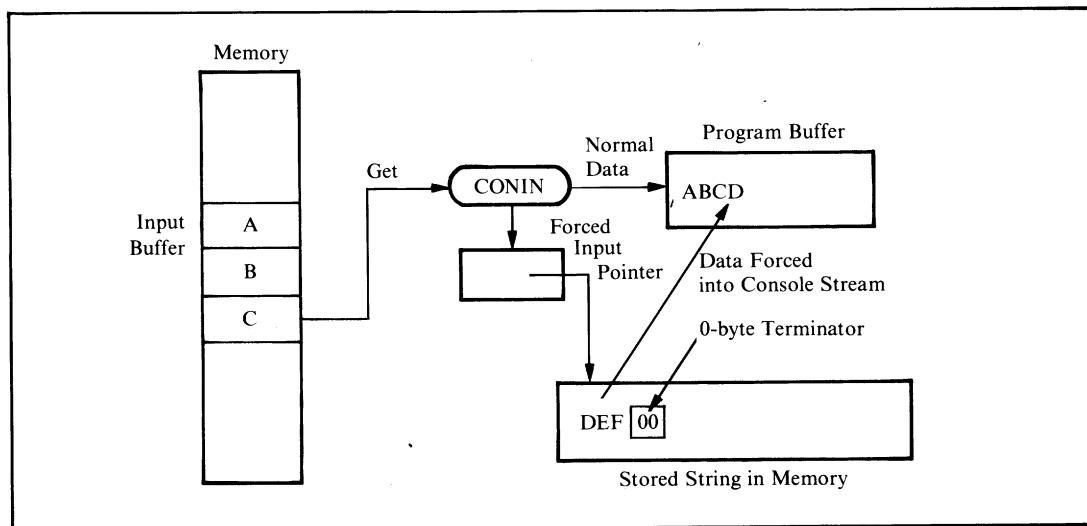 Memory
Input
Buffer
A
B
C
Get
CONIN
Normal
Data
Program Buffer
ABCD
Forced
Input
Pointer
Data Forced
into Console Stream
0-byte Terminator
DEF 00
Stored String in Memory